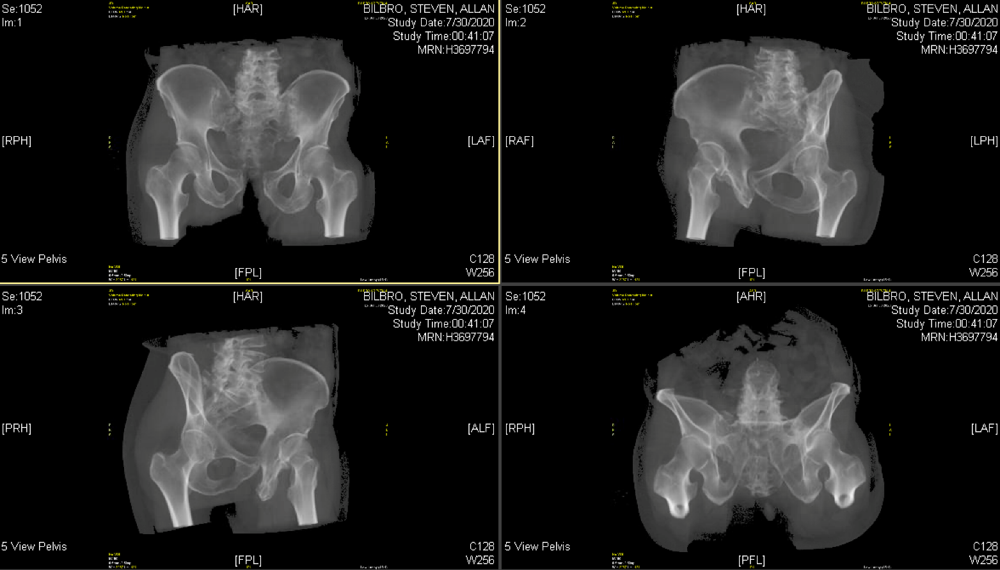 Se:1052
Im:1
[HAR]
BILBRO, STEVEN, ALLAN
Study Date:7/30/2020
Study Time:00:41:07
MRN:H3697794
[RPH]
[LAF]
5 View Pelvis
[FPL]
C128
W256
Se:1052
Im:2
[HAR]
BILBRO, STEVEN, ALLAN
Study Date:7/30/2020
Study Time:00:41:07
MRN:H3697794
[RAF]
[LPH]
5 View Pelvis
[FPL]
C128
W256
Se:1052
Im:3
[HAR]
BILBRO, STEVEN, ALLAN
Study Date:7/30/2020
Study Time:00:41:07
MRN:H3697794
[PRH]
[ALF]
5 View Pelvis
[FPL]
C128
W256
Se:1052
Im:4
[AHR]
BILBRO, STEVEN, ALLAN
Study Date:7/30/2020
Study Time:00:41:07
MRN:H3697794
[RPH]
[LAF]
5 View Pelvis
[PFL]
C128
W256